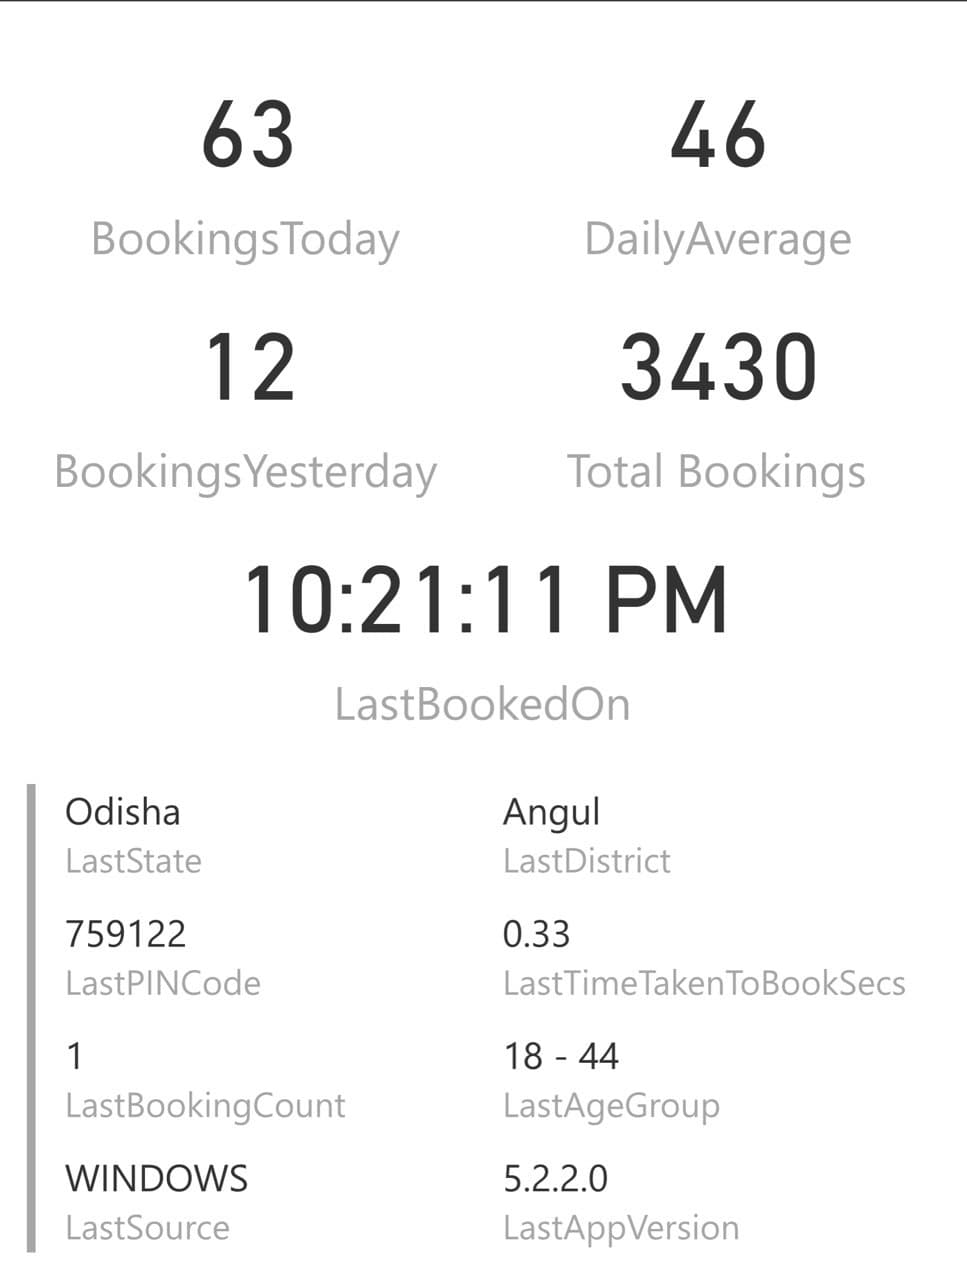 63 46
BookingsToday DailyAverage
12 3430
BookingsYesterday Total Bookings
10:21:11 PM
LastBookedOn
Odisha Angul
LastState LastDistrict
759122 0.33
LastPINCode LastTimeTakenToBookSecs
1 18 - 44
LastBookingCount LastAgeGroup
WINDOWS 5.2.2.0
LastSource LastAppVersion